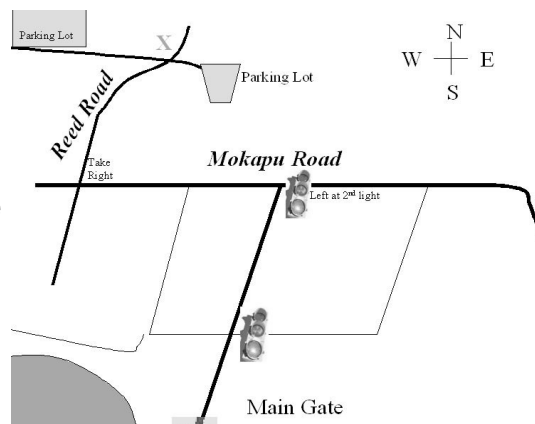 Parking Lot
X
N
W E
S
Parking Lot
Reed Road
Take
Right
Mokapu Road
Left at 2nd light
Main Gate